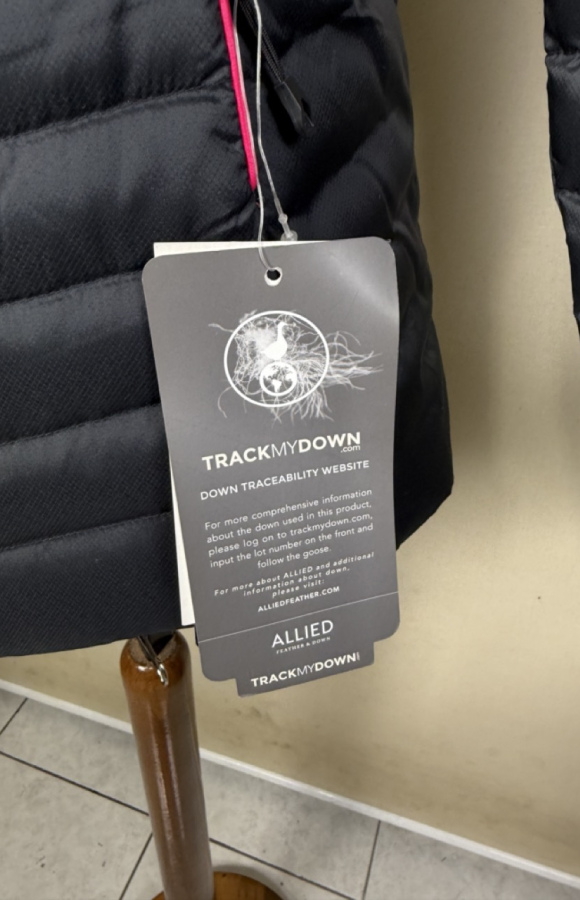 TRACKMYDOWN
.com
DOWN TRACEABILITY WEBSITE
For more comprehensive information
about the down used in this product,
please log on to trackmydown.com,
input the lot number on the front and
follow the goose.
For more about ALLIED and additional
information about down,
please visit:
ALLIEDFEATHER.COM
ALLIED
FEATHER & DOWN
TRACKMYDOWN